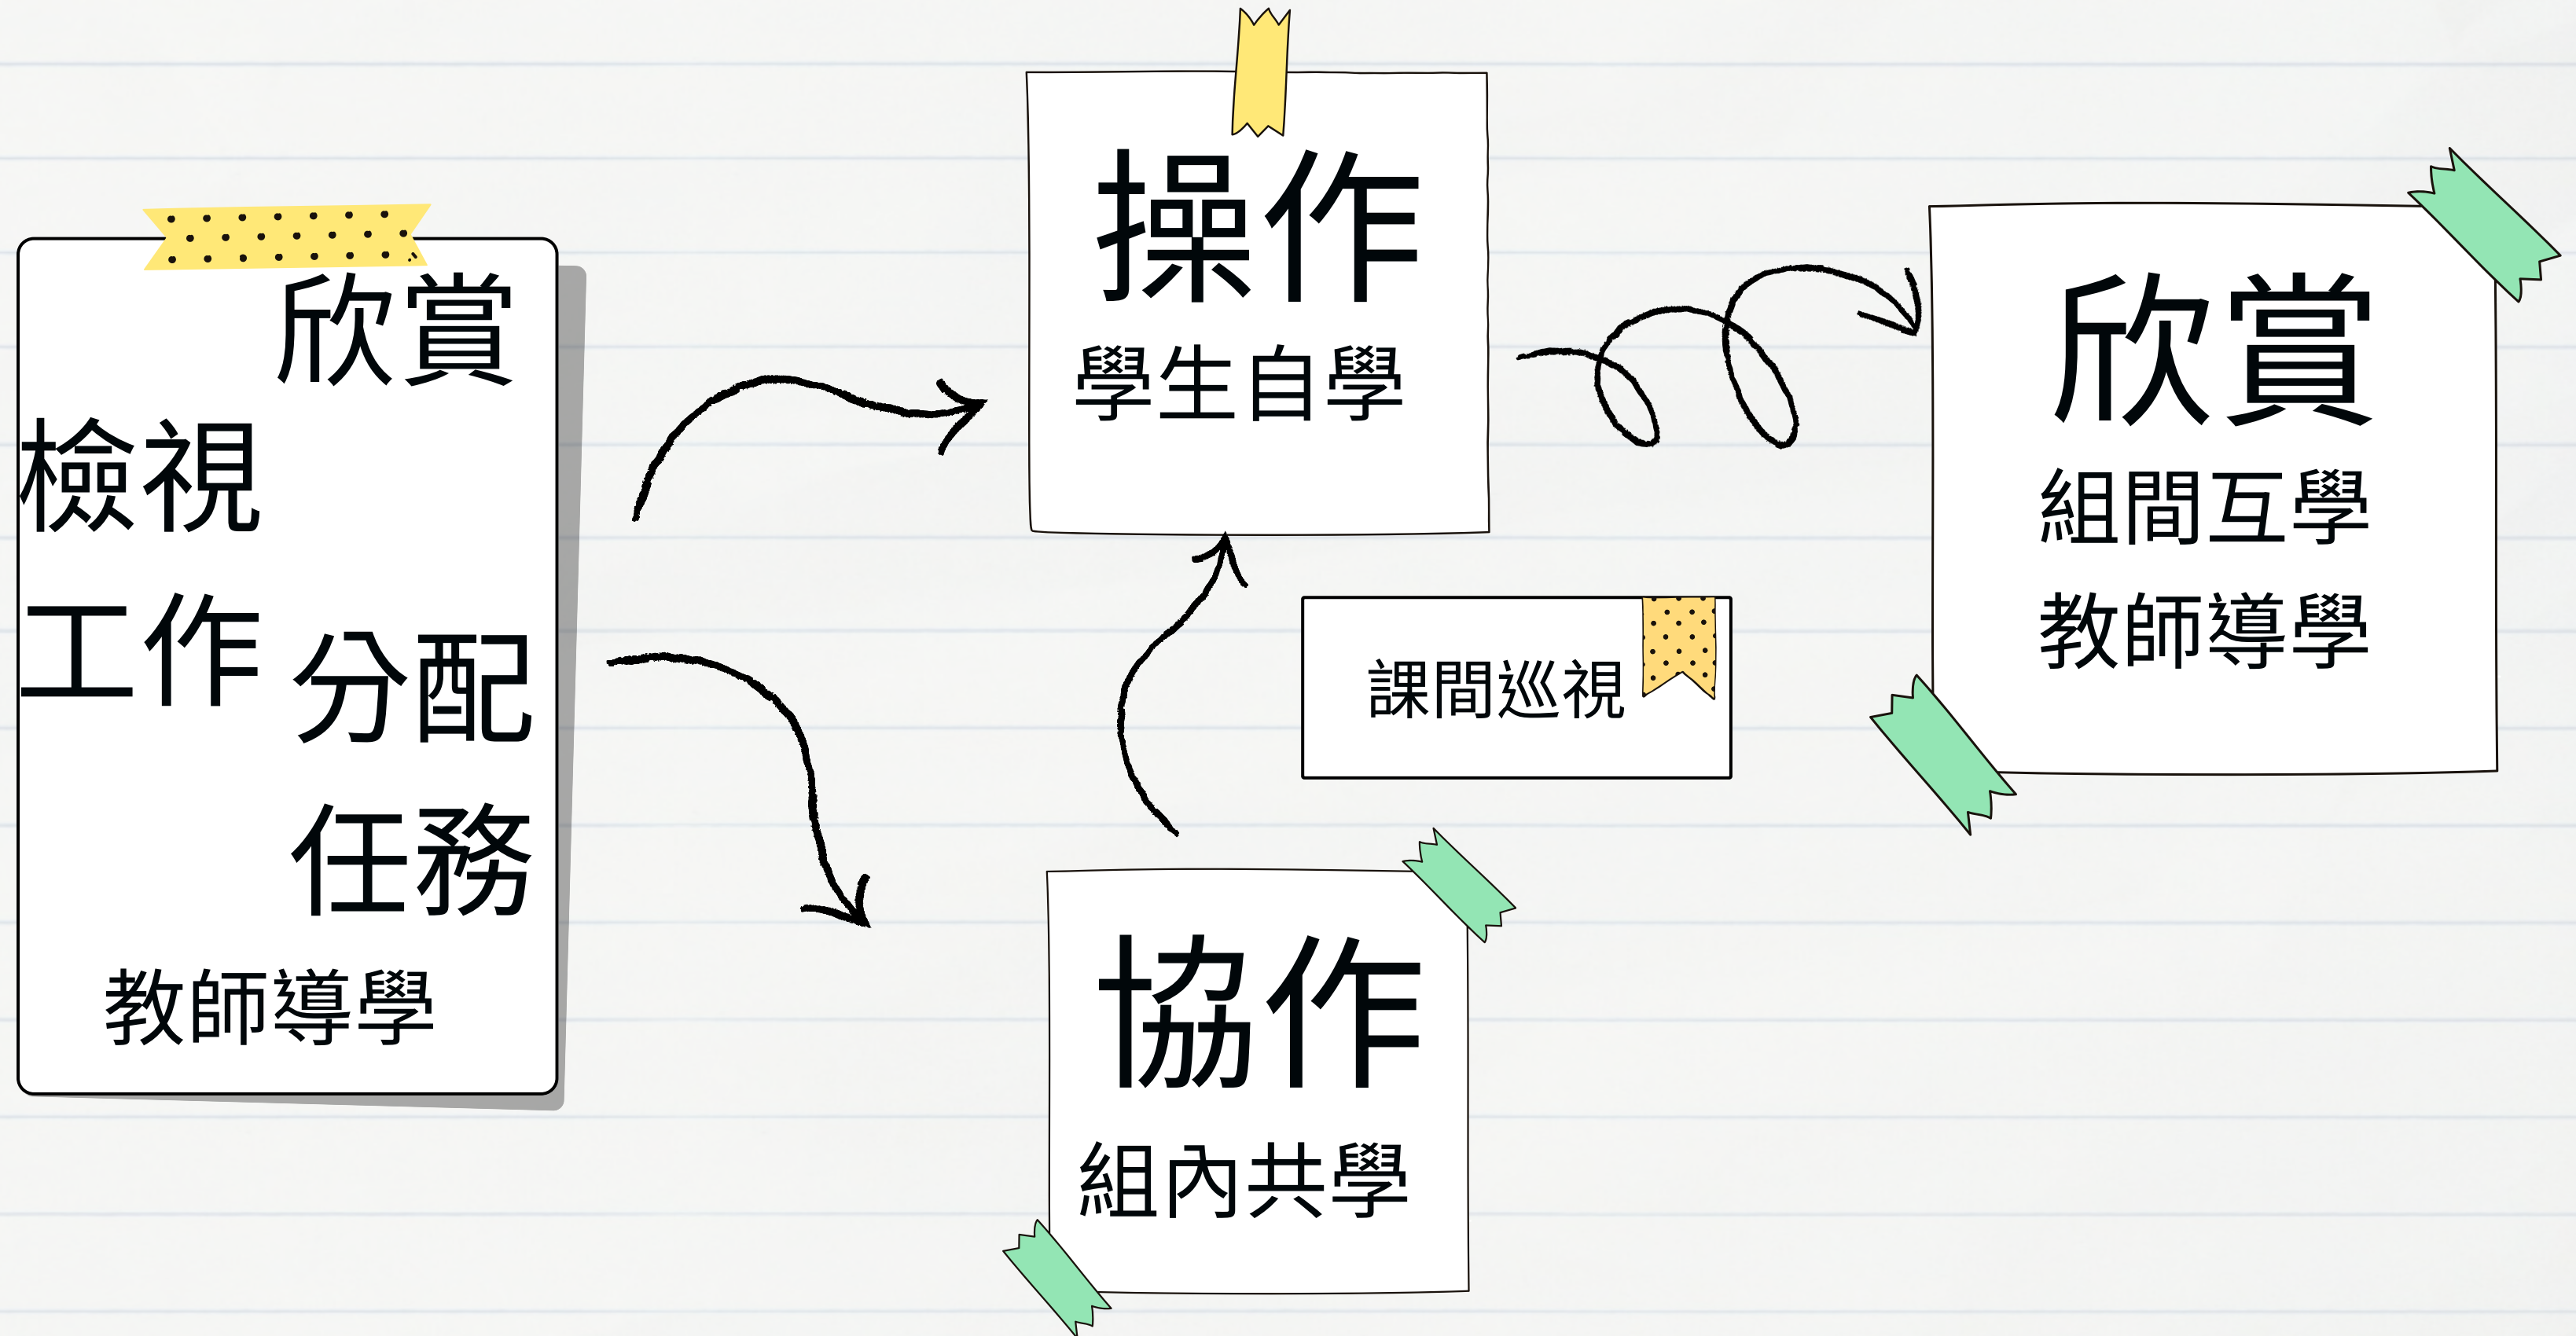 欣賞
檢視
工作
分配
任務
教師導學
操作
學生自學
課間巡視
協作
組內共學
欣賞
組間互學
教師導學